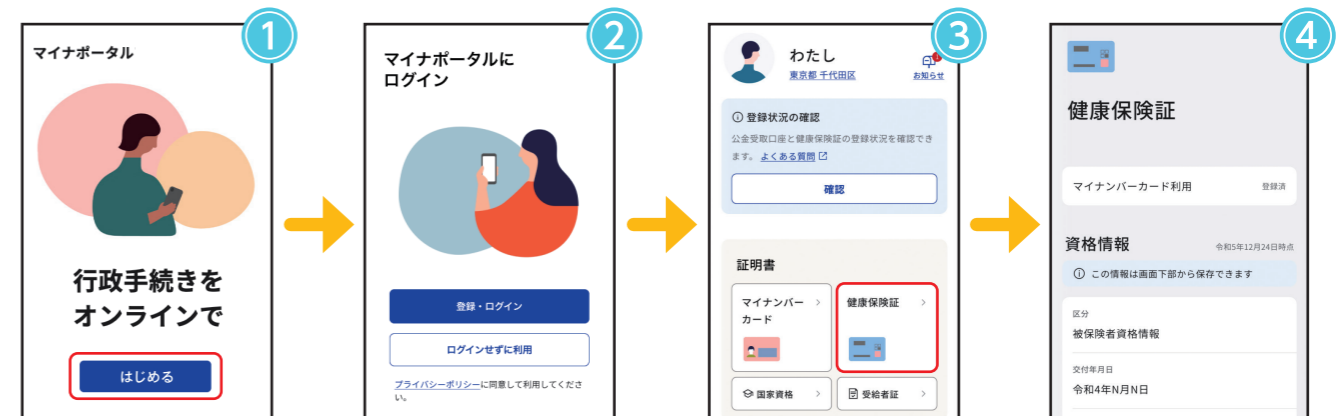 1
マイナポータル
行政手続きを
オンラインで
はじめる
2
マイナポータルに
ログイン
登録・ログイン
ログインせずに利用
プライバシーポリシーに同意して利用してくださ
い。
3
わたし
東京都 千代田区
お知らせ
登録状況の確認
公金受取口座と健康保険証の登録状況を確認でき
ます。 よくある質問
確認
証明書
マイナンバー
カード
健康保険証
国家資格
受給者証
4
健康保険証
マイナンバーカード利用 登録済
資格情報 令和5年12月24日時点
この情報は画面下部から保存できます
区分
被保険者資格情報
交付年月日
令和4年N月N日